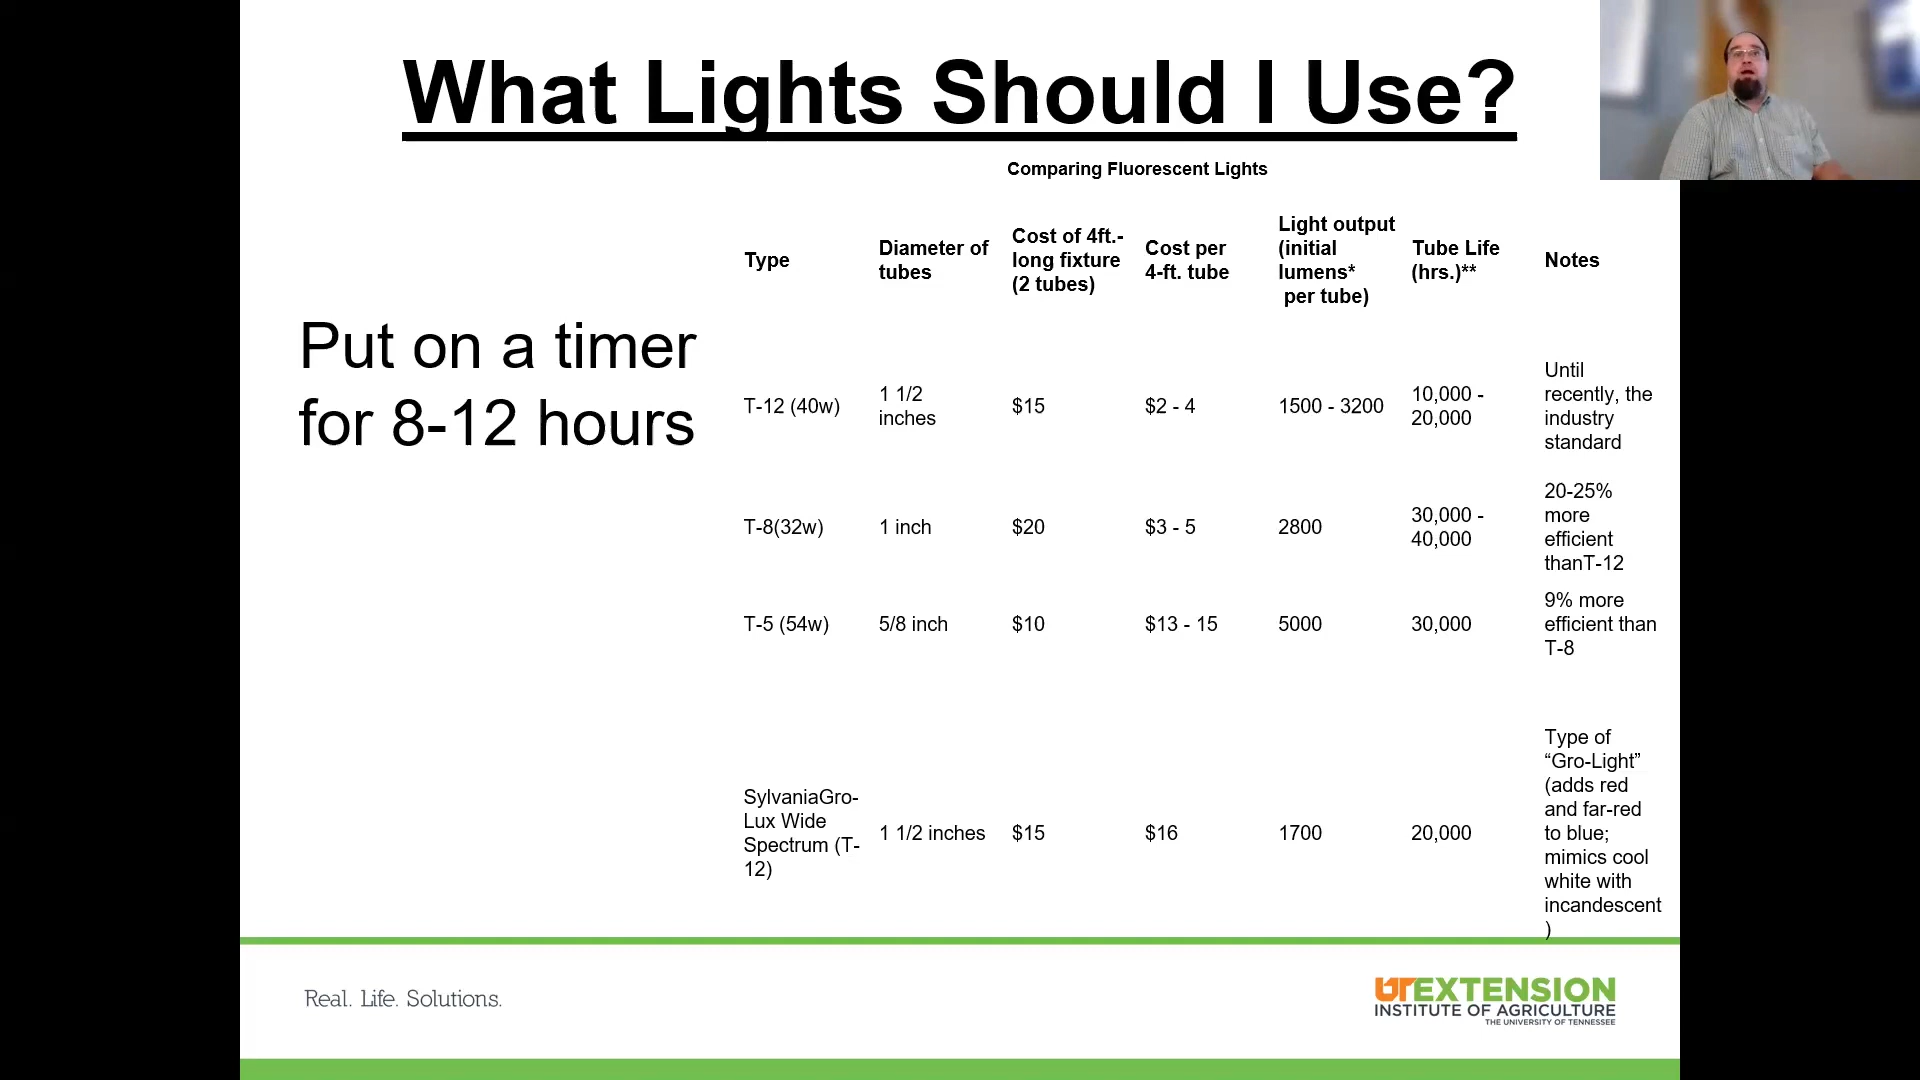 What Lights Should I Use?
Comparing Fluorescent Lights
Put on a timer
for 8-12 hours
Type
Diameter of
tubes
Cost of 4ft.-
long fixture
(2 tubes)
Cost per
4-ft. tube
Light output
(initial
lumens*
per tube)
Tube Life
(hrs.)**
Notes
T-12 (40w)
1 1/2
inches
$15
$2 - 4
1500 - 3200
10,000 -
20,000
Until
recently, the
industry
standard
T-8(32w)
1 inch
$20
$3 - 5
2800
30,000 -
40,000
20-25%
more
efficient
thanT-12
T-5 (54w)
5/8 inch
$10
$13 - 15
5000
30,000
9% more
efficient than
T-8
SylvaniaGro-
Lux Wide
Spectrum (T-
12)
1 1/2 inches
$15
$16
1700
20,000
Type of
“Gro-Light”
(adds red
and far-red
to blue;
mimics cool
white with
incandescent
)
Real. Life. Solutions.
UT EXTENSION
INSTITUTE OF AGRICULTURE
THE UNIVERSITY OF TENNESSEE